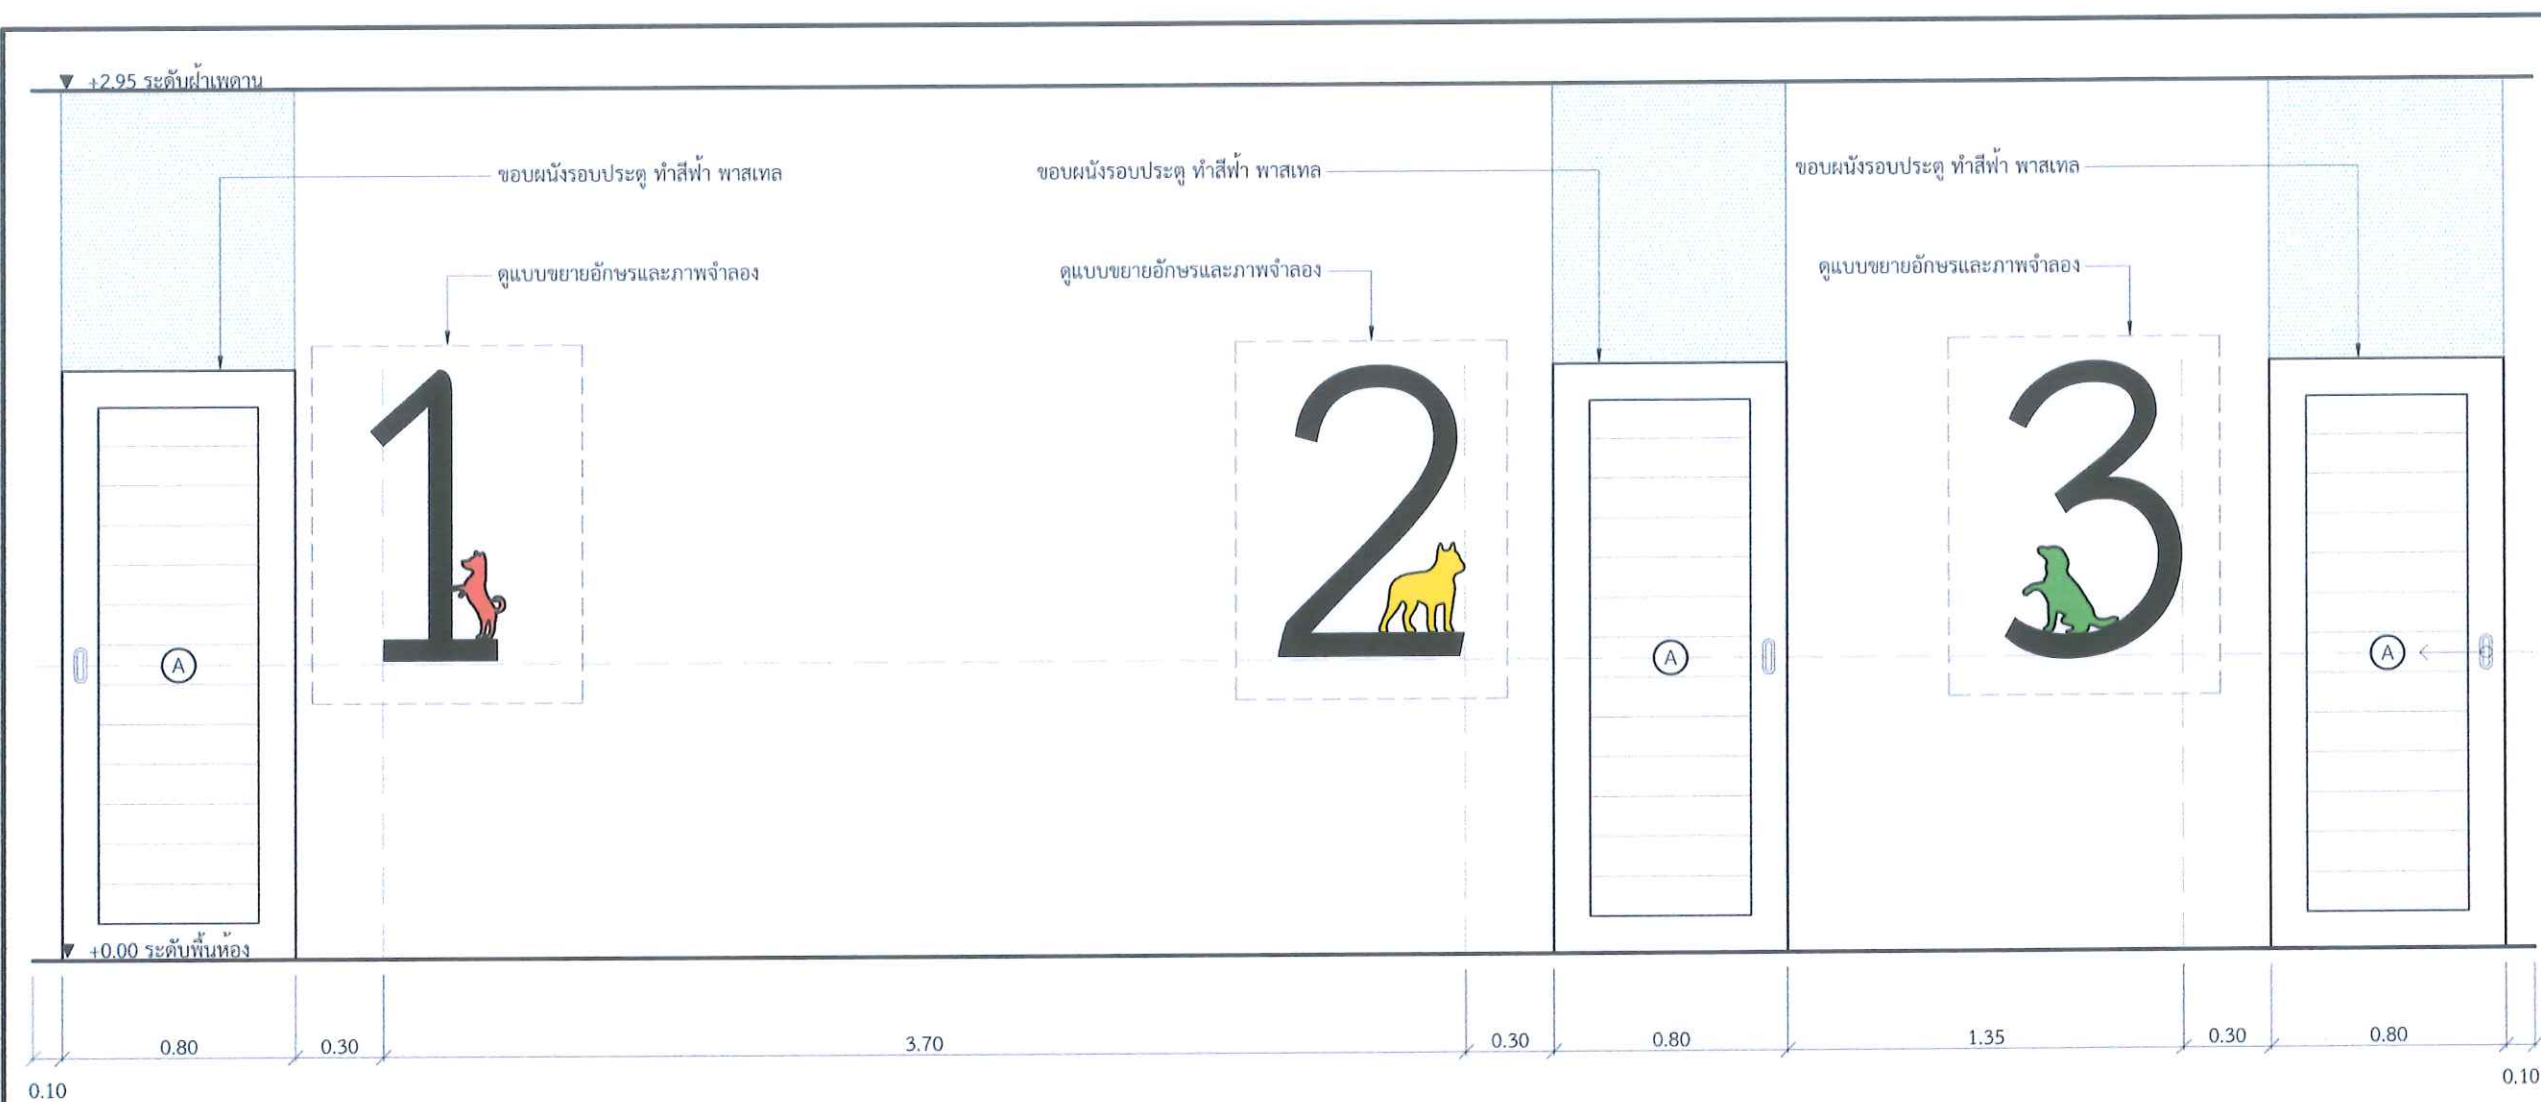 +2.95 ระดับฝ้าเพดาน
ขอบผนังรอบประตู ทำสีฟ้า พาสเทล
ขอบผนังรอบประตู ทำสีฟ้า พาสเทล
ขอบผนังรอบประตู ทำสีฟ้า พาสเทล
ดูแบบขยายอักษรและภาพจำลอง
ดูแบบขยายอักษรและภาพจำลอง
ดูแบบขยายอักษรและภาพจำลอง
1
2
3
A
A
A
+0.00 ระดับพื้นห้อง
0.80 0.30 3.70 0.30 0.80 1.35 0.30 0.80
0.10 0.10